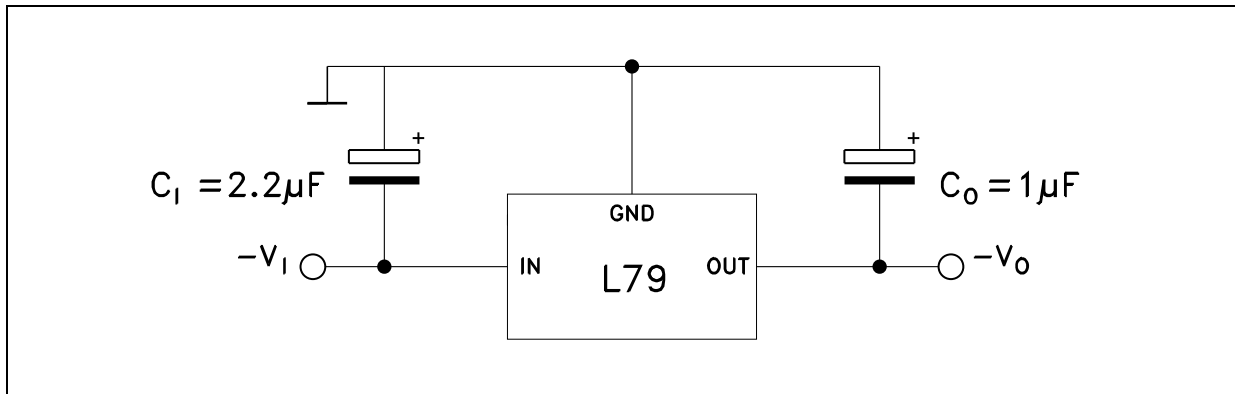 +
+
C_I = 2.2μF
GND
C_O = 1μF
-V_I
IN
L79
OUT
-V_O